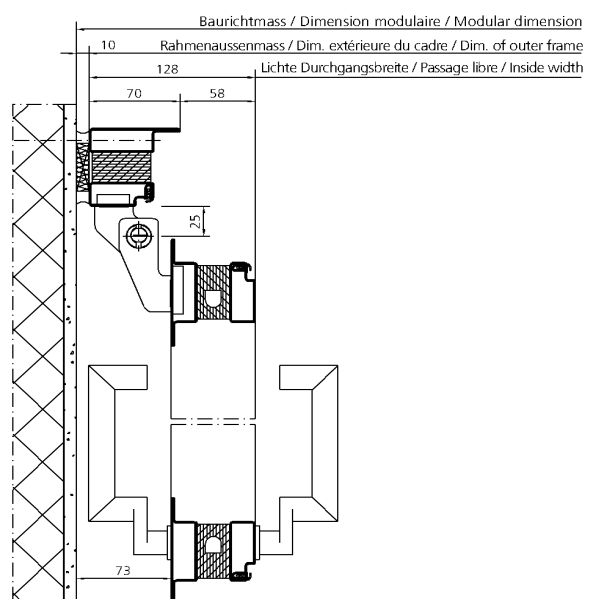 Baurichtmass / Dimension modulaire / Modular dimension
10 Rahmenaussenmass / Dim. extérieure du cadre / Dim. of outer frame
128 Lichte Durchgangsbreite / Passage libre / Inside width
70 58
25
73